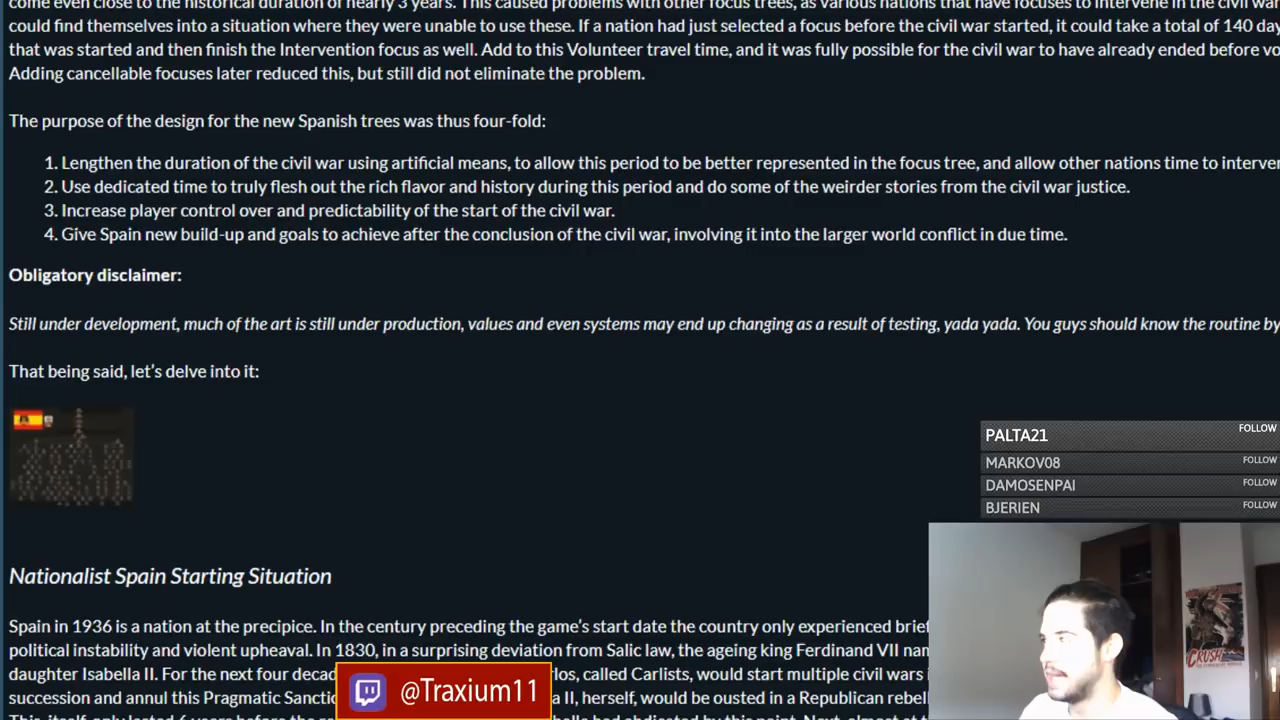 come even close to the historical duration of nearly 3 years. This caused problems with other focus trees, as various nations that have focuses to intervene in the civil war
could find themselves into a situation where they were unable to use these. If a nation had just selected a focus before the civil war started, it could take a total of 140 day
that was started and then finish the Intervention focus as well. Add to this Volunteer travel time, and it was fully possible for the civil war to have already ended before vo
Adding cancellable focuses later reduced this, but still did not eliminate the problem.
The purpose of the design for the new Spanish trees was thus four-fold:
1. Lengthen the duration of the civil war using artificial means, to allow this period to be better represented in the focus tree, and allow other nations time to interven
2. Use dedicated time to truly flesh out the rich flavor and history during this period and do some of the weirder stories from the civil war justice.
3. Increase player control over and predictability of the start of the civil war.
4. Give Spain new build-up and goals to achieve after the conclusion of the civil war, involving it into the larger world conflict in due time.
Obligatory disclaimer:
Still under development, much of the art is still under production, values and even systems may end up changing as a result of testing, yada yada. You guys should know the routine by
That being said, let's delve into it:
PALTA21 FOLLOW
MARKOV08 FOLLOW
DAMOSENPAI FOLLOW
BJERIEN FOLLOW
Nationalist Spain Starting Situation
Spain in 1936 is a nation at the precipice. In the century preceding the game's start date the country only experienced brief
political instability and violent upheaval. In 1830, in a surprising deviation from Salic law, the ageing king Ferdinand VII nam
daughter Isabella II. For the next four decad los, called Carlists, would start multiple civil wars
succession and annul this Pragmatic Sanctio a II, herself, would be ousted in a Republican rebell
@Traxium11
CRUSH